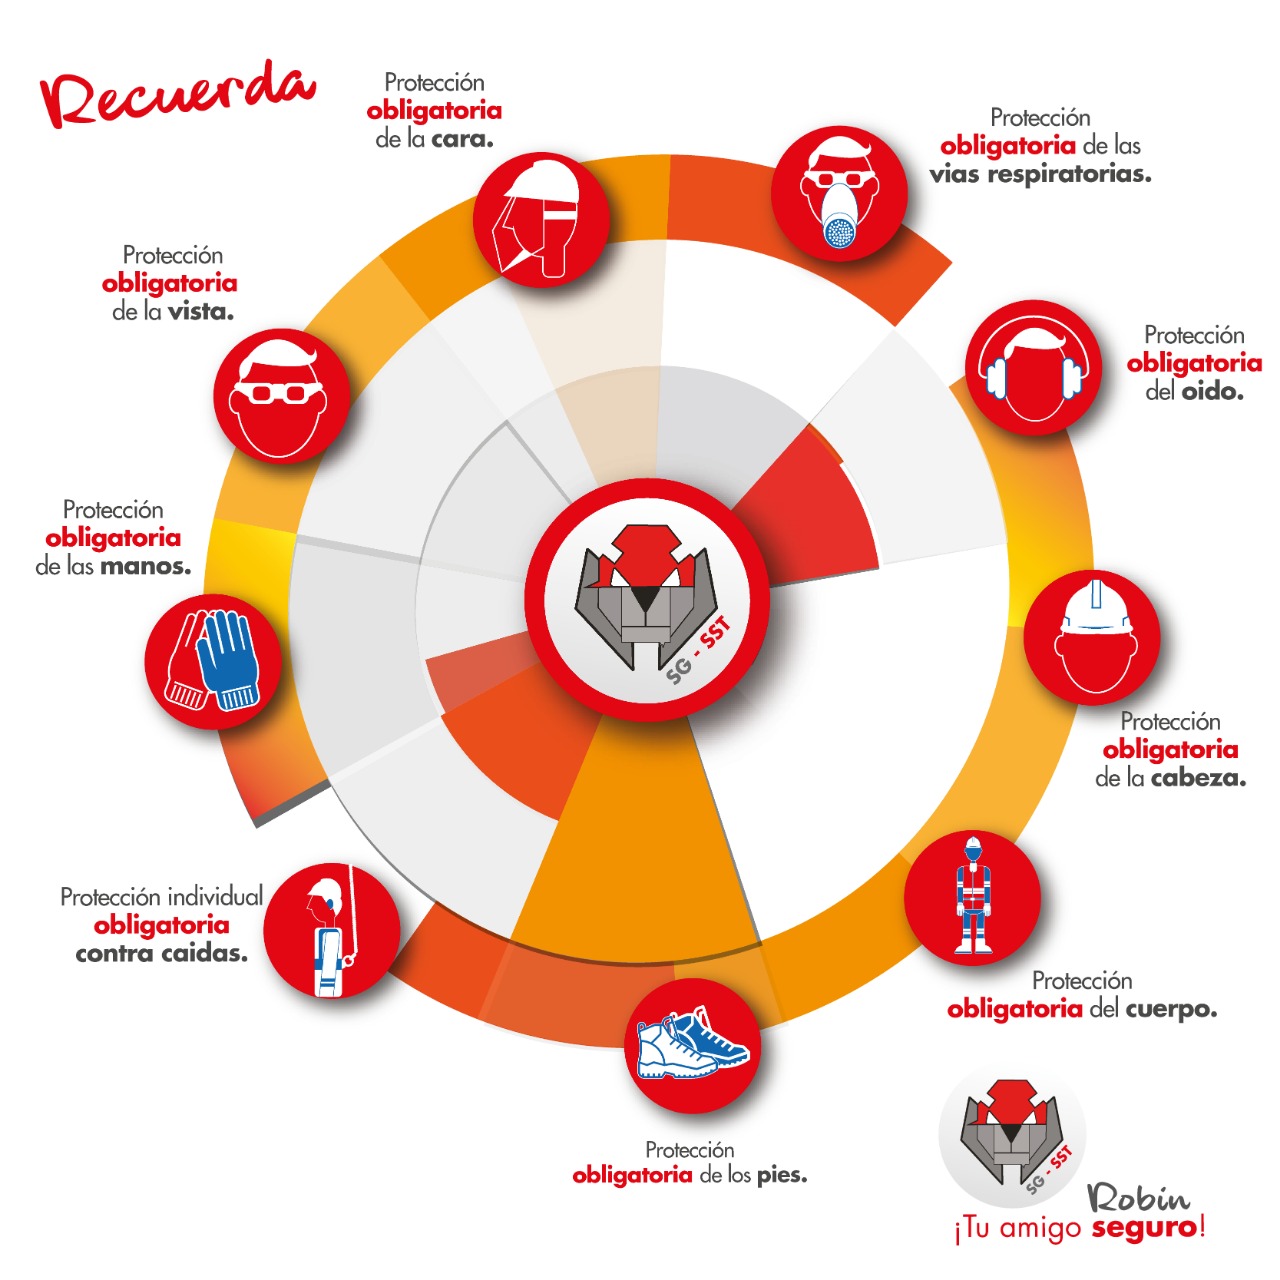 Recuerda
Protección
obligatoria
de la cara.
Protección
obligatoria de las
vias respiratorias.
Protección
obligatoria
de la vista.
Protección
obligatoria
del oido.
Protección
obligatoria
de las manos.
SG - SST
Protección
obligatoria
de la cabeza.
Protección individual
obligatoria
contra caidas.
Protección
obligatoria del cuerpo.
Protección
obligatoria de los pies.
SG - SST
Robin
¡Tu amigo seguro!